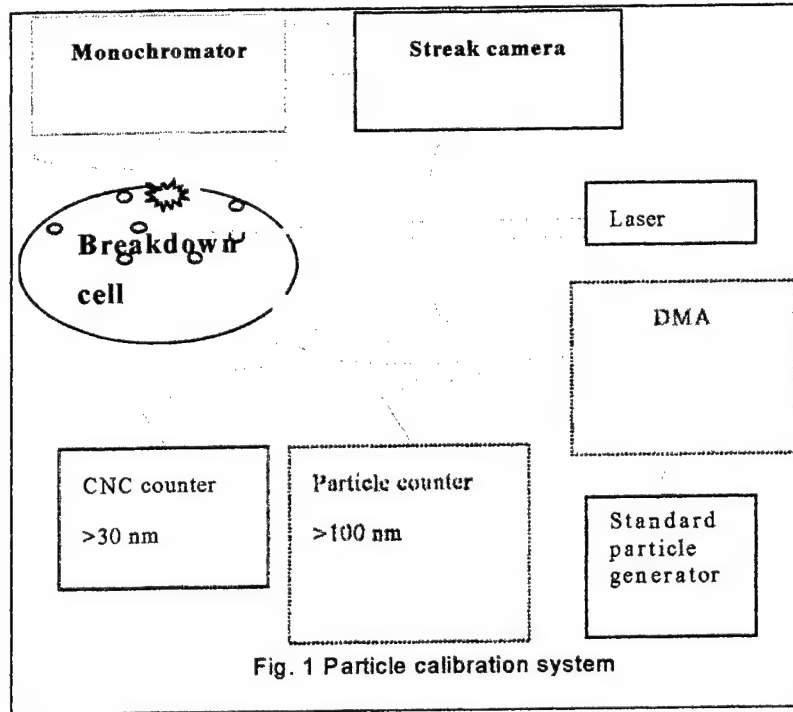 Monochromator
Streak camera
Laser
Breakdown
cell
DMA
CNC counter
>30 nm
Particle counter
>100 nm
Standard
particle
generator
Fig. 1 Particle calibration system